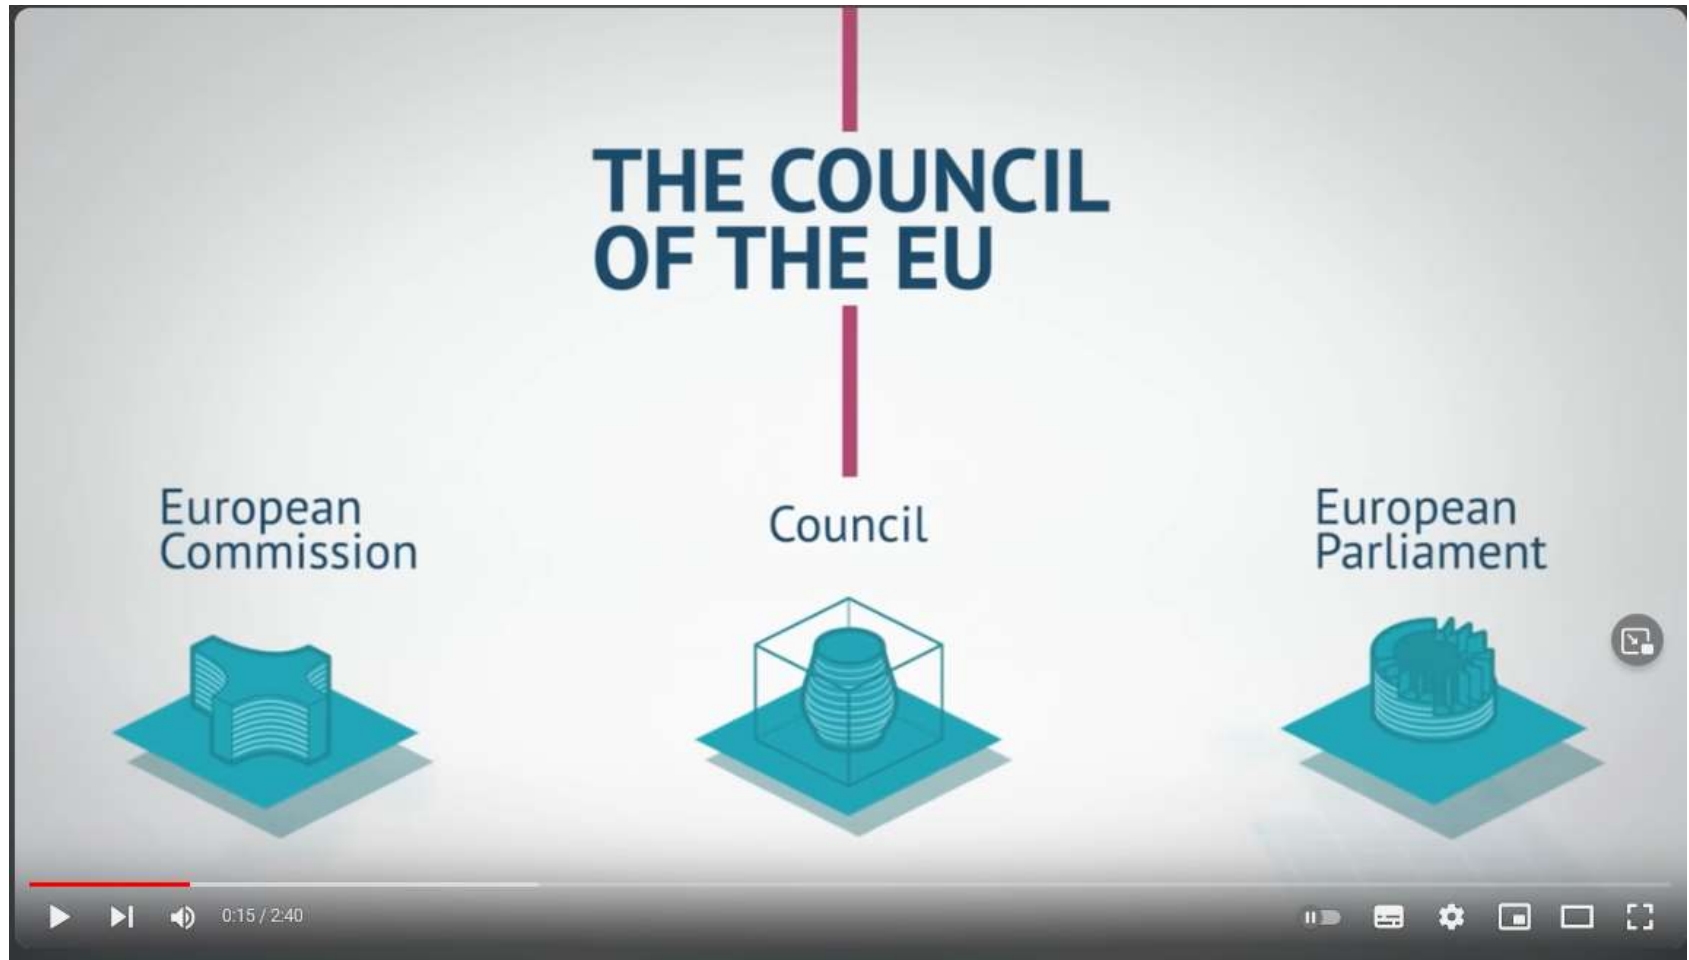 THE COUNCIL
OF THE EU
European
Commission
Council
European
Parliament
0:15 / 2:40